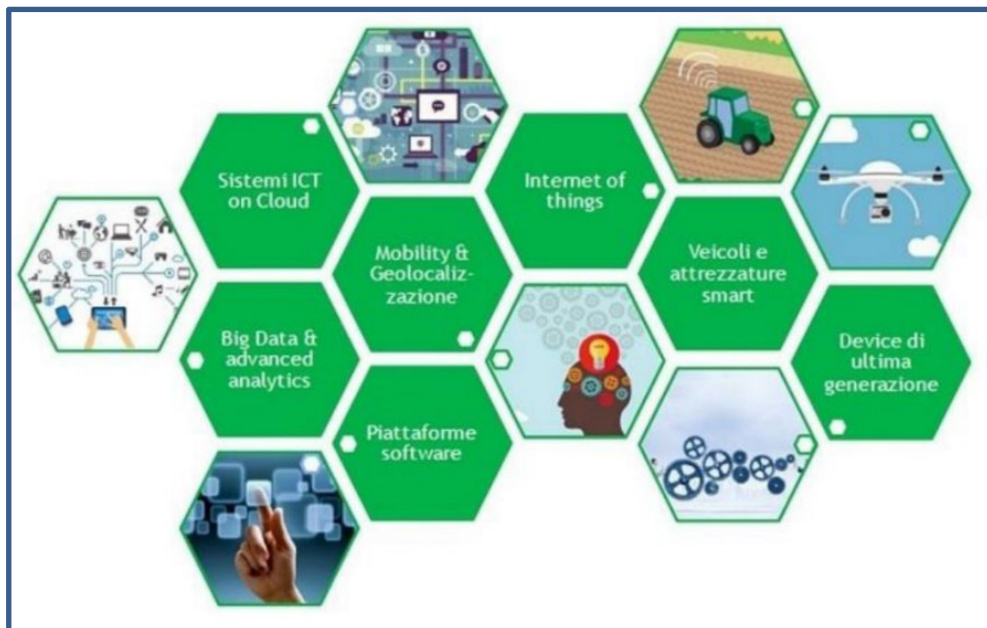 Sistemi ICT
on Cloud
Internet of
things
Mobility &
Geolocaliz-
zazione
Veicoli e
attrezzature
smart
Big Data &
advanced
analytics
Device di
ultima
generazione
Piattaforme
software